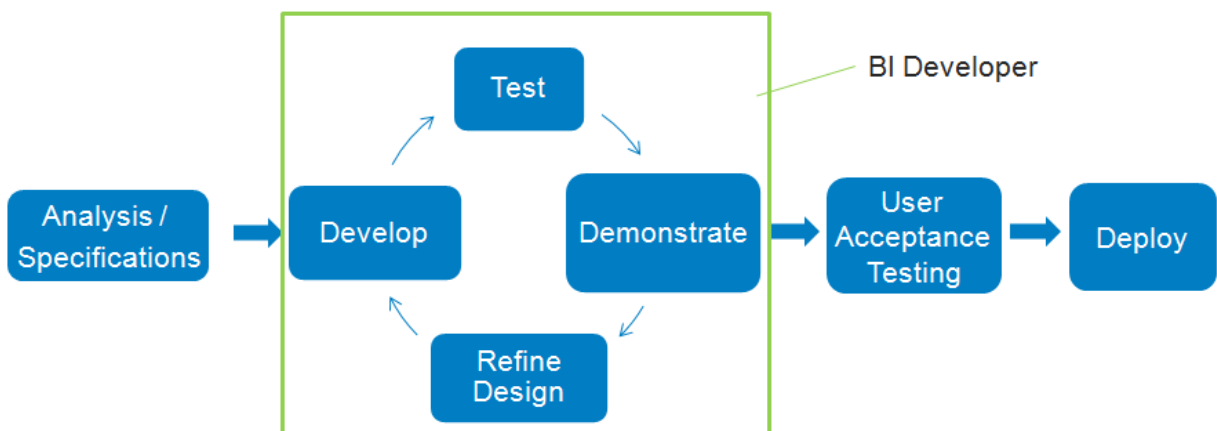 Test
BI Developer
Analysis /
Specifications
Develop
Demonstrate
User
Acceptance
Testing
Deploy
Refine
Design